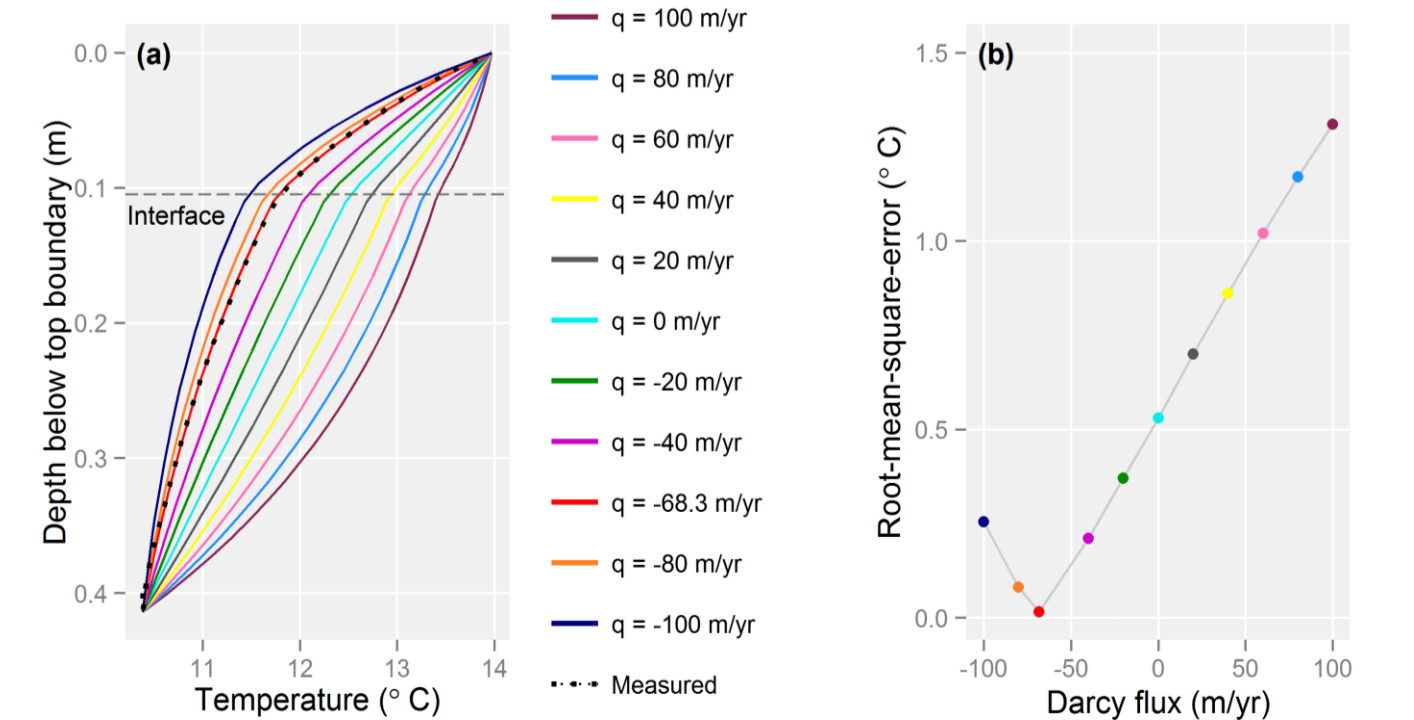 (a)
Depth below top boundary (m)
0.0
0.1
0.2
0.3
0.4
Interface
11 12 13 14
Temperature (° C)
q = 100 m/yr
q = 80 m/yr
q = 60 m/yr
q = 40 m/yr
q = 20 m/yr
q = 0 m/yr
q = -20 m/yr
q = -40 m/yr
q = -68.3 m/yr
q = -80 m/yr
q = -100 m/yr
Measured
(b)
Root-mean-square-error (° C)
1.5
1.0
0.5
0.0
-100 -50 0 50 100
Darcy flux (m/yr)